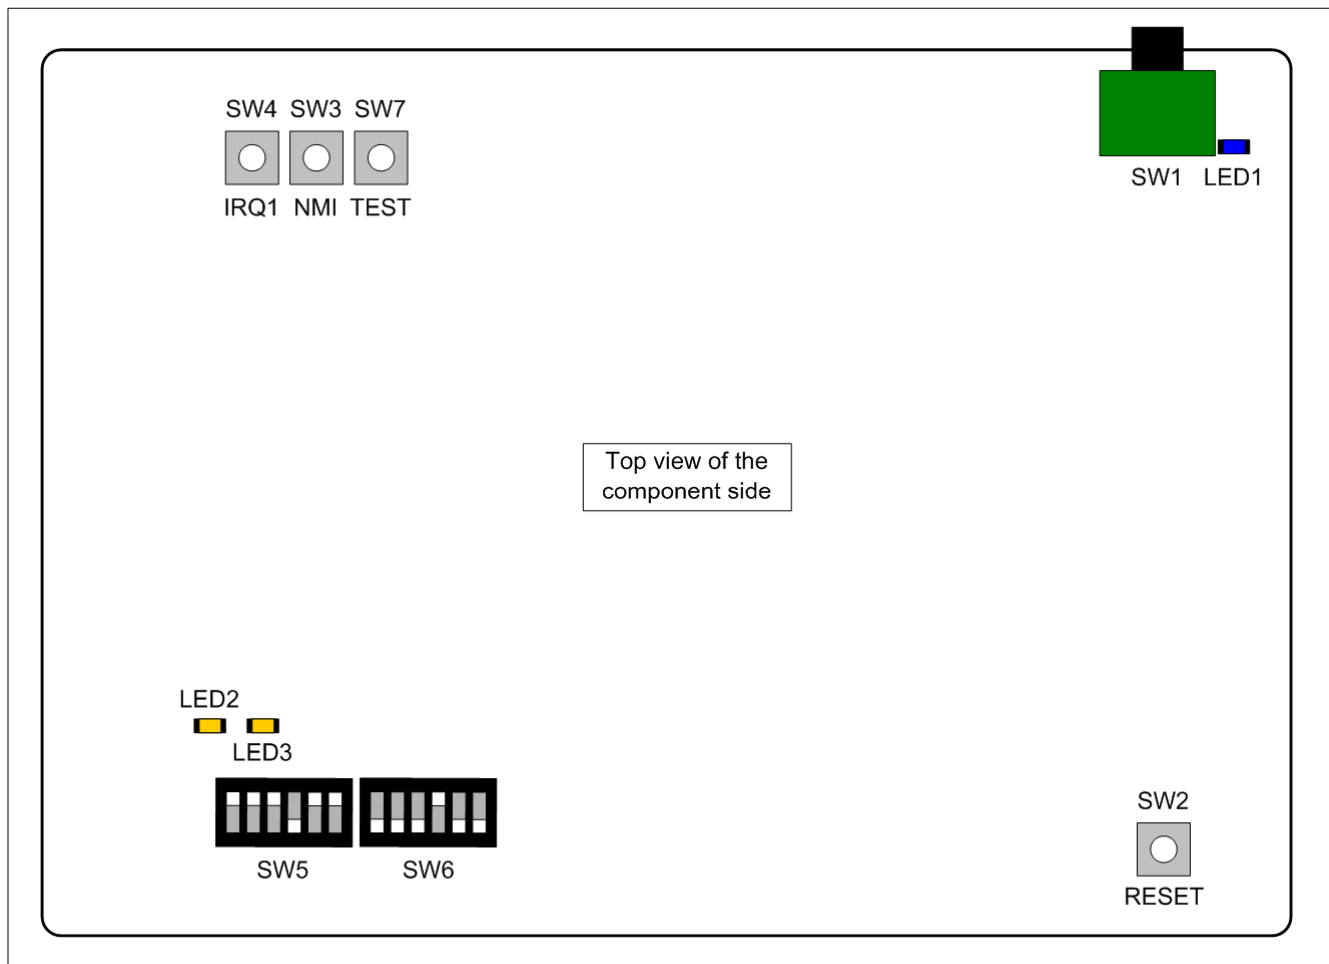 SW4 SW3 SW7
IRQ1 NMI TEST
SW1 LED1
Top view of the
component side
LED2
LED3
SW5 SW6
SW2
RESET